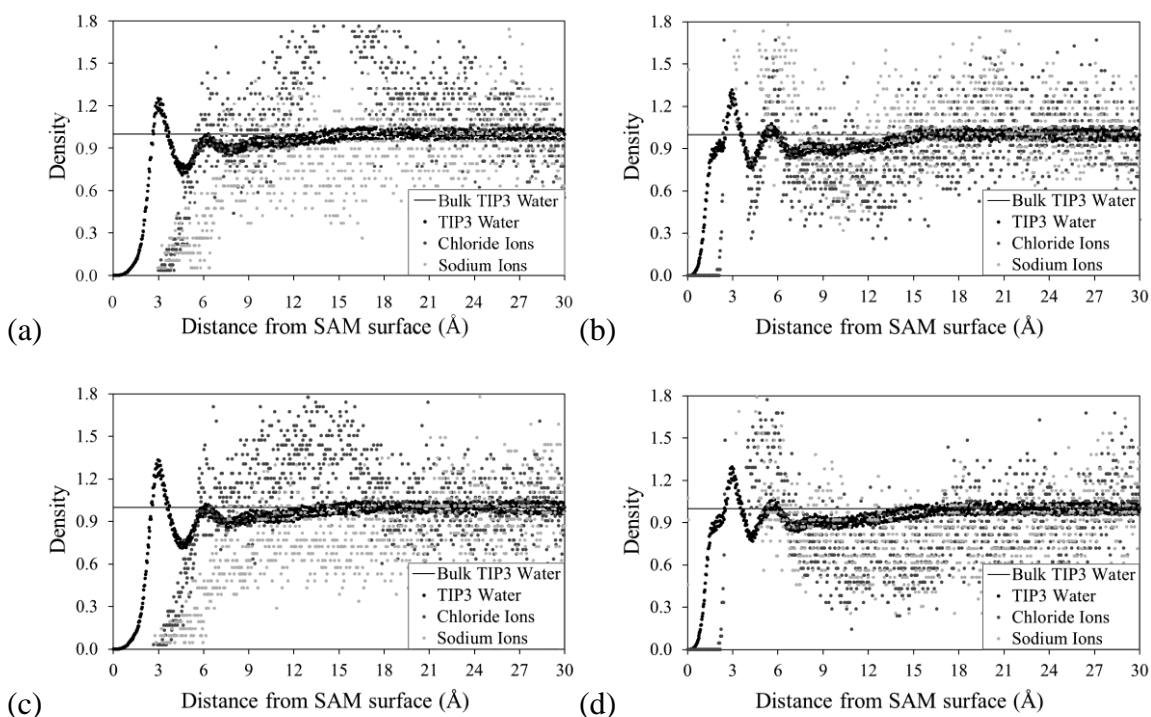 1.8
1.5
1.2
0.9
0.6
0.3
0.0
Density
Bulk TIP3 Water
TIP3 Water
Chloride Ions
Sodium Ions
0 3 6 9 12 15 18 21 24 27 30
Distance from SAM surface (Å)
(a)
1.8
1.5
1.2
0.9
0.6
0.3
0.0
Density
Bulk TIP3 Water
TIP3 Water
Chloride Ions
Sodium Ions
0 3 6 9 12 15 18 21 24 27 30
Distance from SAM surface (Å)
(b)
1.8
1.5
1.2
0.9
0.6
0.3
0.0
Density
Bulk TIP3 Water
TIP3 Water
Chloride Ions
Sodium Ions
0 3 6 9 12 15 18 21 24 27 30
Distance from SAM surface (Å)
(c)
1.8
1.5
1.2
0.9
0.6
0.3
0.0
Density
Bulk TIP3 Water
TIP3 Water
Chloride Ions
Sodium Ions
0 3 6 9 12 15 18 21 24 27 30
Distance from SAM surface (Å)
(d)